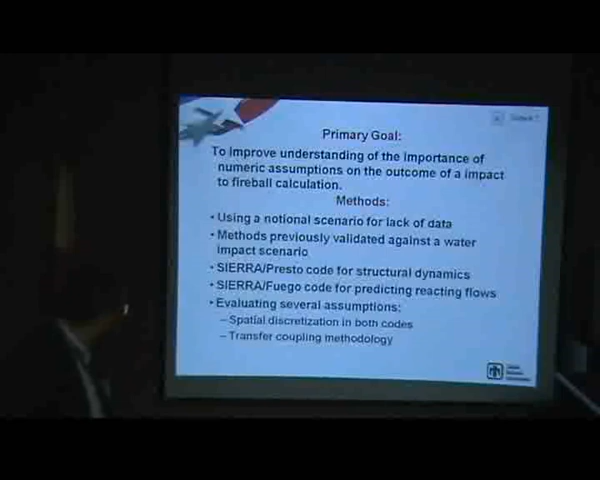 Primary Goal:
To improve understanding of the importance of
numeric assumptions on the outcome of a impact
to fireball calculation.
Methods:
• Using a notional scenario for lack of data
• Methods previously validated against a water
impact scenario
• SIERRA/Presto code for structural dynamics
• SIERRA/Fuego code for predicting reacting flows
• Evaluating several assumptions:
– Spatial discretization in both codes
– Transfer coupling methodology